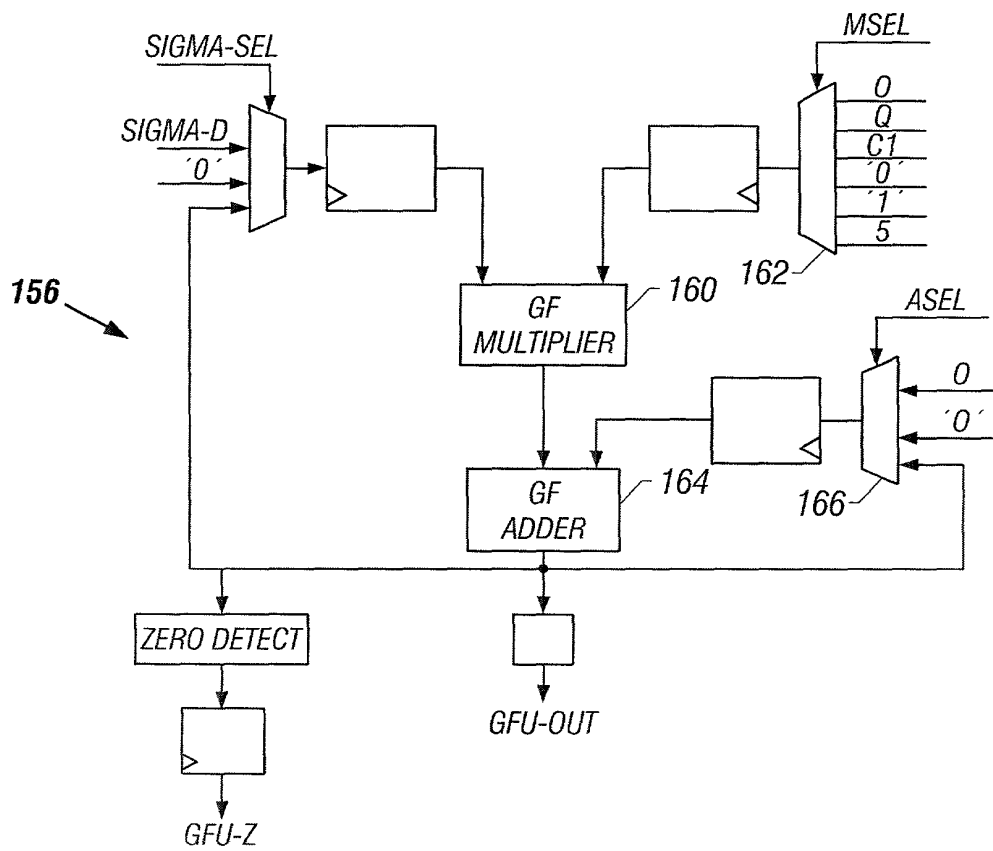 SIGMA-SEL
MSEL
SIGMA-D
'0'
O
Q
C1
'0'
'1'
5
162
156
GF
MULTIPLIER
160
ASEL
O
'O'
166
GF
ADDER
164
ZERO DETECT
GFU-OUT
GFU-Z